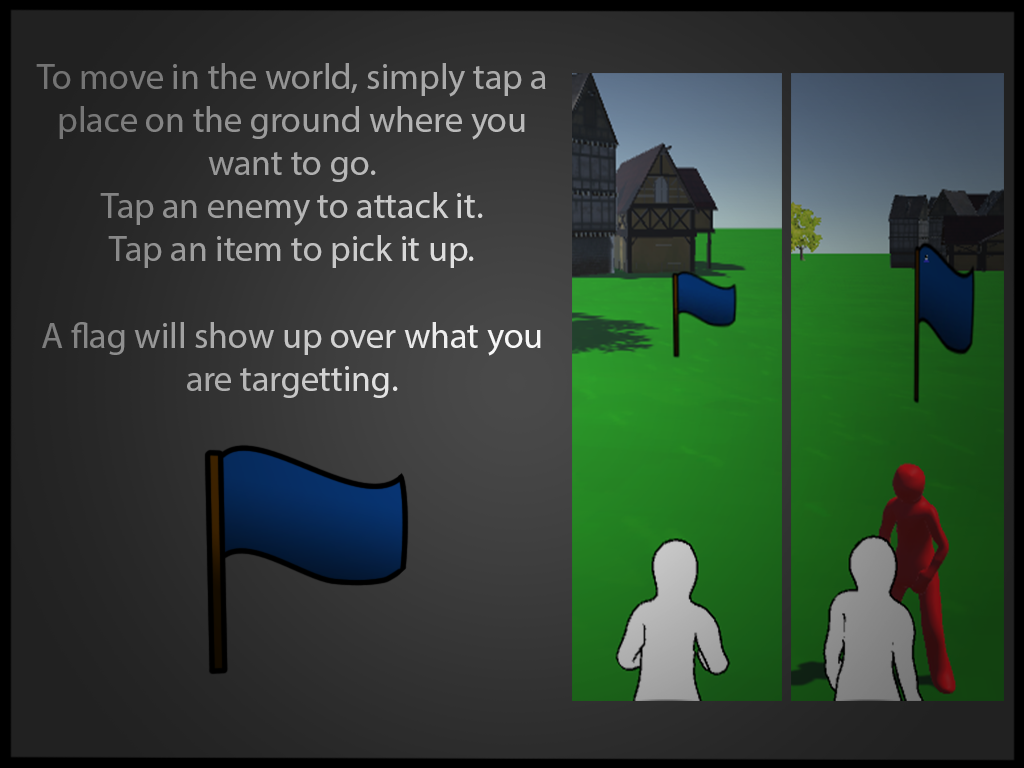 To move in the world, simply tap a
place on the ground where you
want to go.
Tap an enemy to attack it.
Tap an item to pick it up.
A flag will show up over what you
are targetting.